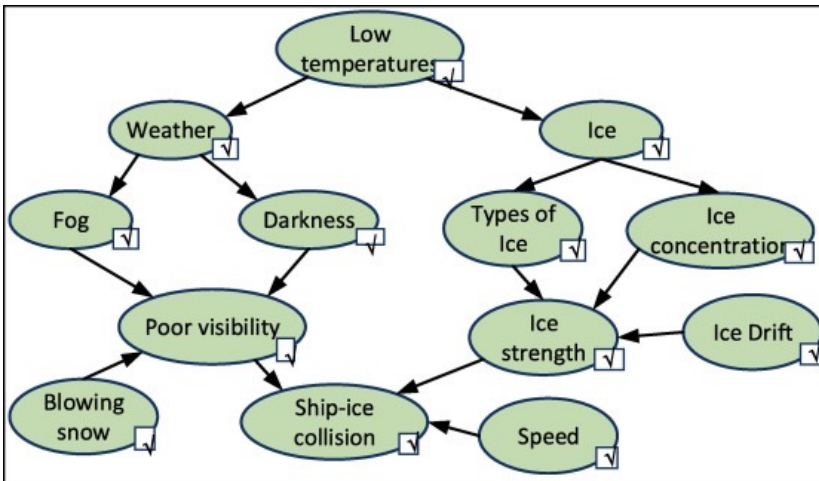 Low
temperatures
√
Weather
√
Ice
√
Fog
√
Darkness
√
Types of
Ice
√
Ice
concentration
√
Poor visibility
√
Ice
strength
√
Ice Drift
√
Blowing
snow
√
Ship-ice
collision
√
Speed
√